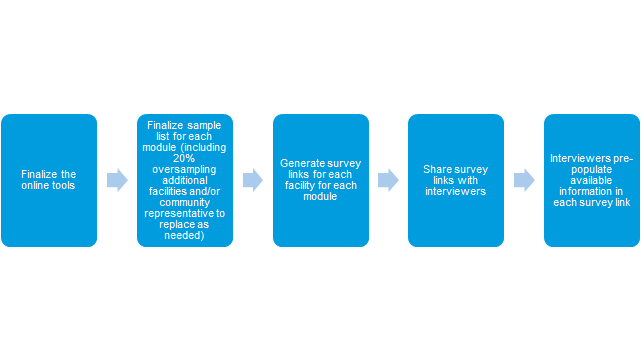 Finalize the
online tools
Finalize sample
list for each
module (including
20%
oversampling
additional
facilities and/or
community
representative to
replace as
needed)
Generate survey
links for each
facility for each
module
Share survey
links with
interviewers
Interviewers pre-
populate
available
information in
each survey link